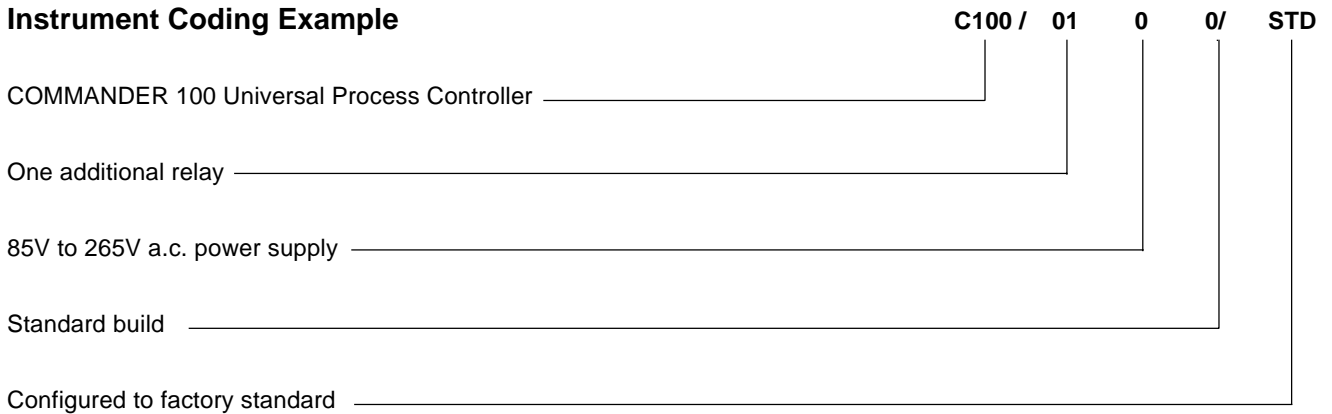 Instrument Coding Example C100 / 01 0 0/ STD
COMMANDER 100 Universal Process Controller
One additional relay
85V to 265V a.c. power supply
Standard build
Configured to factory standard